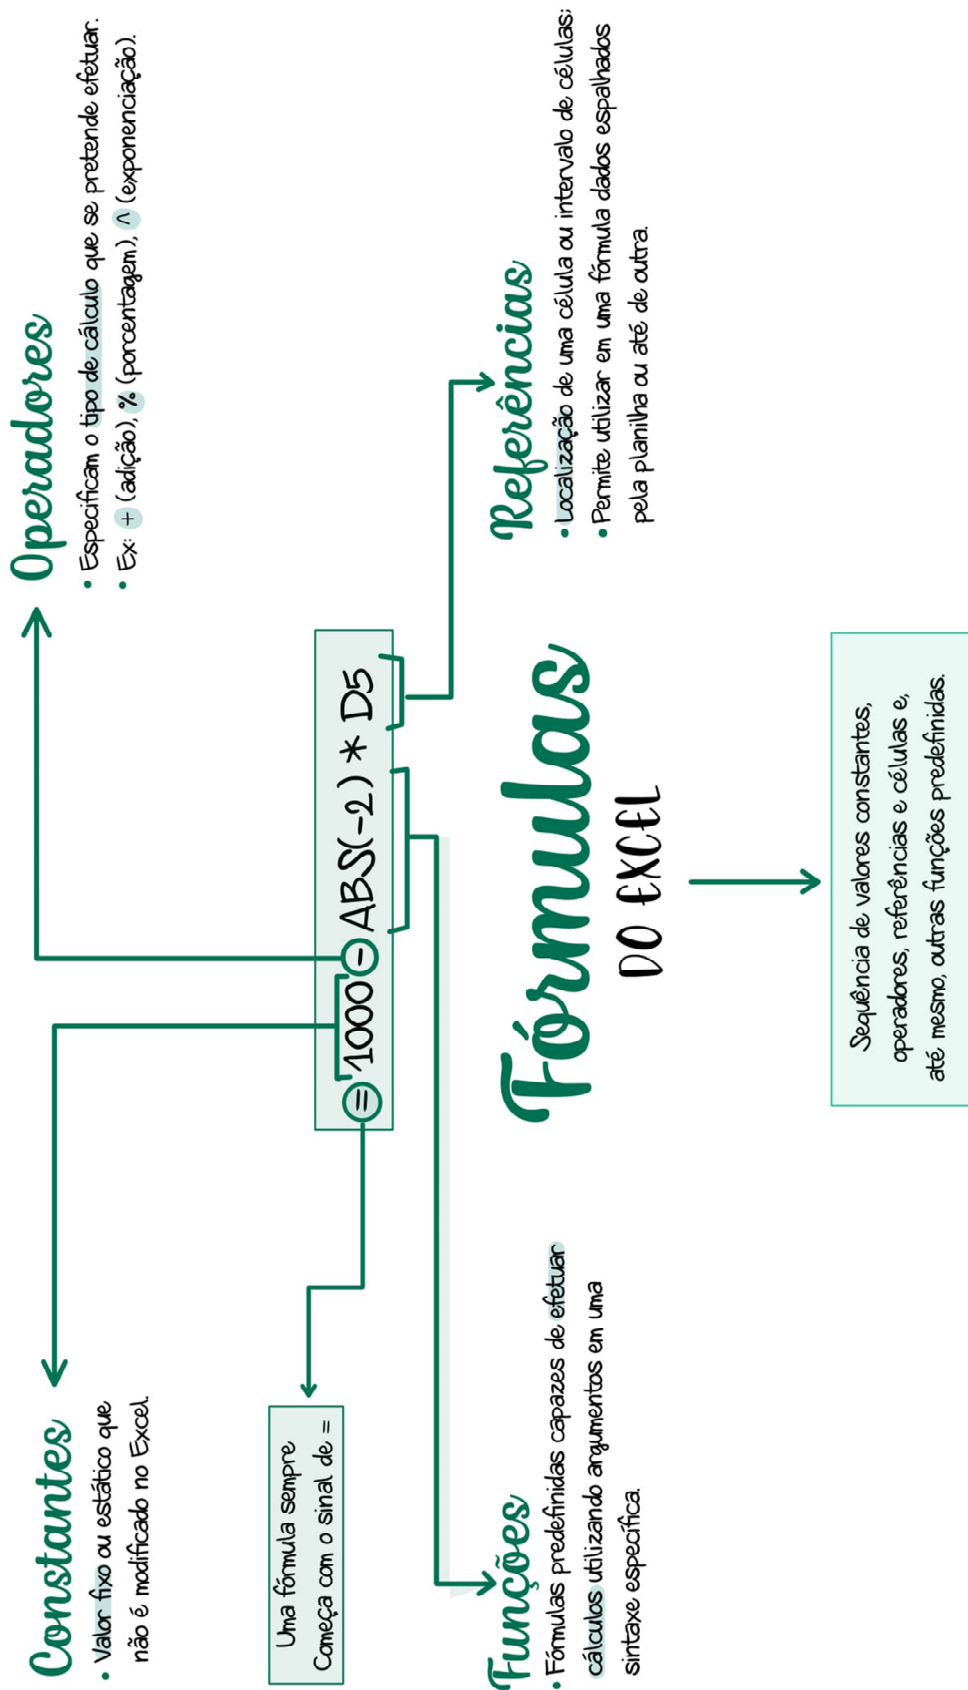 Constantes
• Valor fixo ou estático que
não é modificado no Excel.
Operadores
• Especificam o tipo de cálculo que se pretende efetuar.
• Ex: + (adição), % (porcentagem), ^ (exponenciação).
Uma fórmula sempre
Começa com o sinal de =
= 1000 - ABS(-2) * D5
Funções
• Fórmulas predefinidas capazes de efetuar
cálculos utilizando argumentos em uma
sintaxe específica.
Fórmulas
DO EXCEL
Referências
• Localização de uma célula ou intervalo de células;
• Permite utilizar em uma fórmula dados espalhados
pela planilha ou até de outra.
Sequência de valores constantes,
operadores, referências e células e,
até mesmo, outras funções predefinidas.